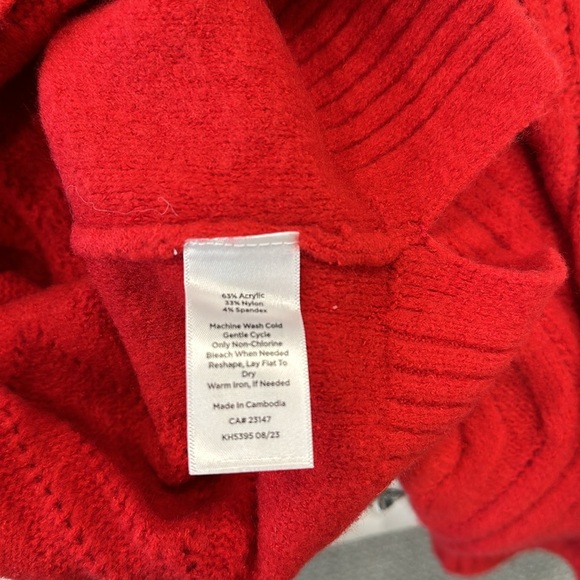 63% Acrylic
33% Nylon
4% Spandex
Machine Wash Cold
Gentle Cycle
Only Non-Chlorine
Bleach When Needed
Reshape, Lay Flat To
Dry
Warm Iron, If Needed
Made In Cambodia
CA# 23147
KH5395 08/23